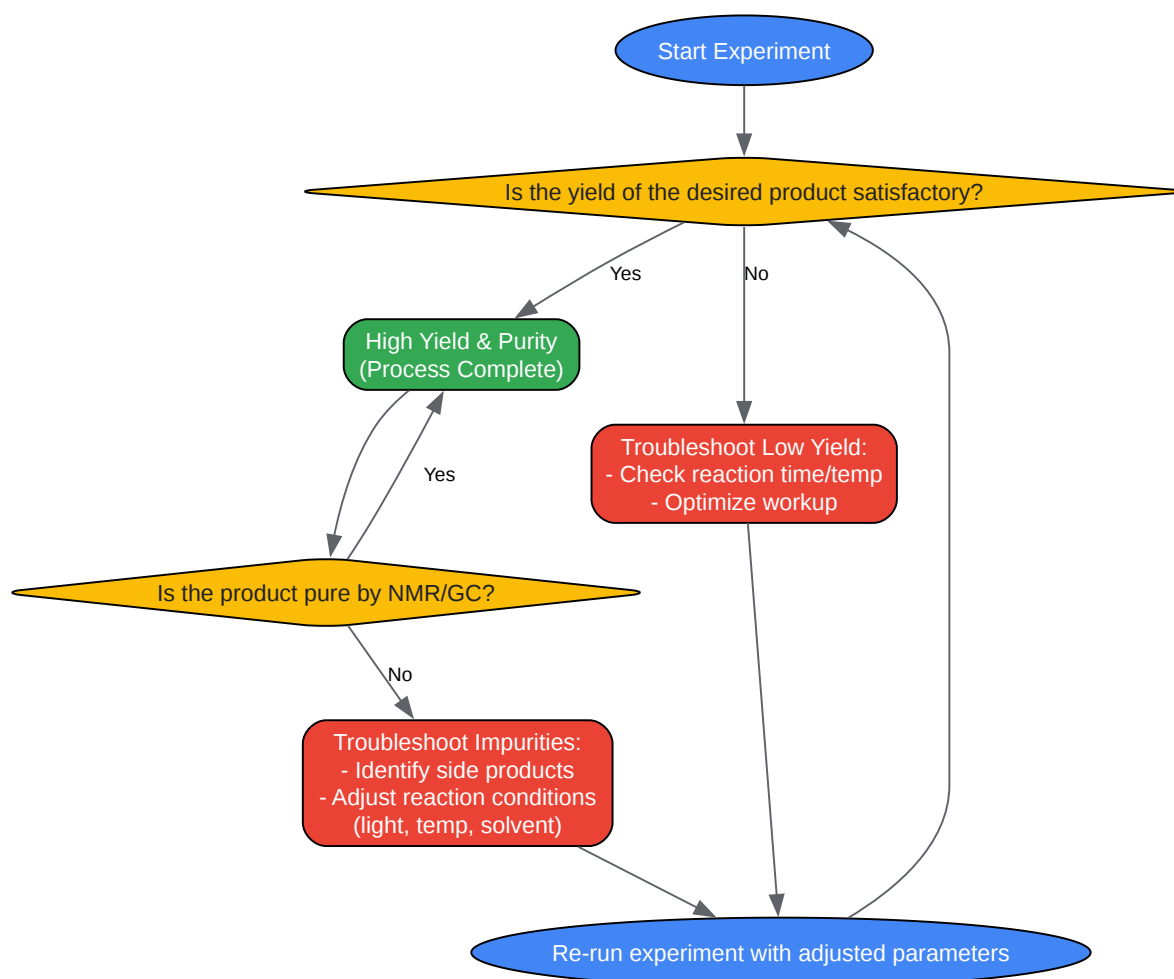 Start Experiment
Is the yield of the desired product satisfactory?
Yes
No
High Yield & Purity
(Process Complete)
Troubleshoot Low Yield:
- Check reaction time/temp
- Optimize workup
Yes
Is the product pure by NMR/GC?
No
Troubleshoot Impurities:
- Identify side products
- Adjust reaction conditions
(light, temp, solvent)
Re-run experiment with adjusted parameters